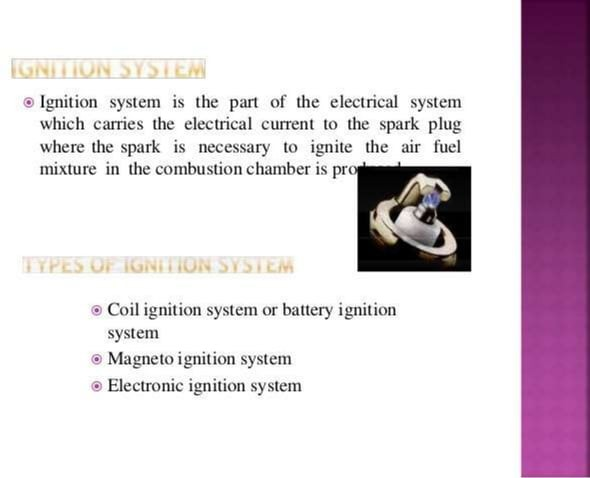 IGNITION SYSTEM
Ignition system is the part of the electrical system
which carries the electrical current to the spark plug
where the spark is necessary to ignite the air fuel
mixture in the combustion chamber is
TYPES OF IGNITION SYSTEM
Coil ignition system or battery ignition
system
Magneto ignition system
Electronic ignition system